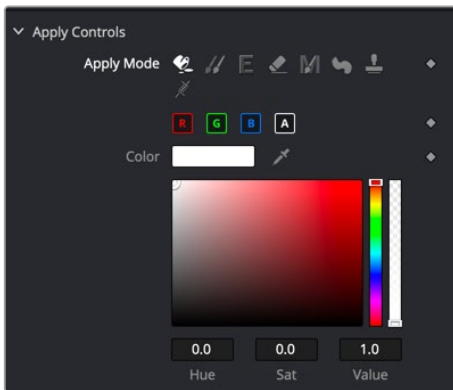 Apply Controls
Apply Mode E M
R G B A
Color
0.0 0.0 1.0
Hue Sat Value